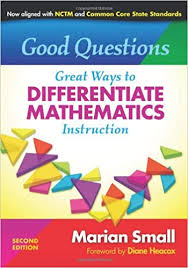 Now aligned with NCTM and Common Core State Standards
Good Questions
Great Ways to
DIFFERENTIATE
MATHEMATICS
Instruction
SECOND
EDITION
Marian Small
Foreword by Diane Heacox